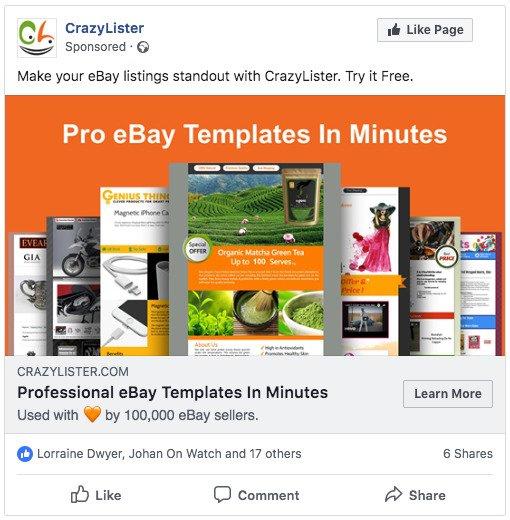 CrazyLister
Sponsored ·
Like Page
Make your eBay listings standout with CrazyLister. Try it Free.
Pro eBay Templates In Minutes
GENIUS THIN
Magnetic iPhone Ca
Special
OFFER
Organic Matcha Green Tea
Up to 100 Serves..
About Us
High in Antioxidants
Promotes Healthy Skin
Benefits
EVEAR
GIA
Offer &
Price !
PRICE
CRAZYLISTER.COM
Professional eBay Templates In Minutes
Used with 🧡 by 100,000 eBay sellers.
Learn More
Lorraine Dwyer, Johan On Watch and 17 others
6 Shares
Like
Comment
Share